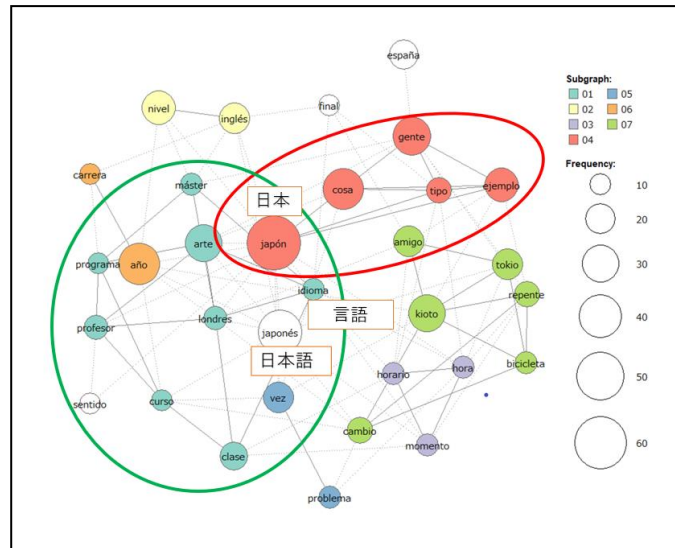 españa
Subgraph:
01 05
02 06
03 07
04
nivel
final
inglés
gente
Frequency:
carrera
máster
cosa
tipo
ejemplo
10
日本
20
programa
arte
japón
amigo
año
tokio
30
idioma
repente
profesor
londres
言語
kioto
40
japonés
日本語
horario
hora
bicicleta
50
sentido
curso
vez
cambio
momento
60
clase
problema